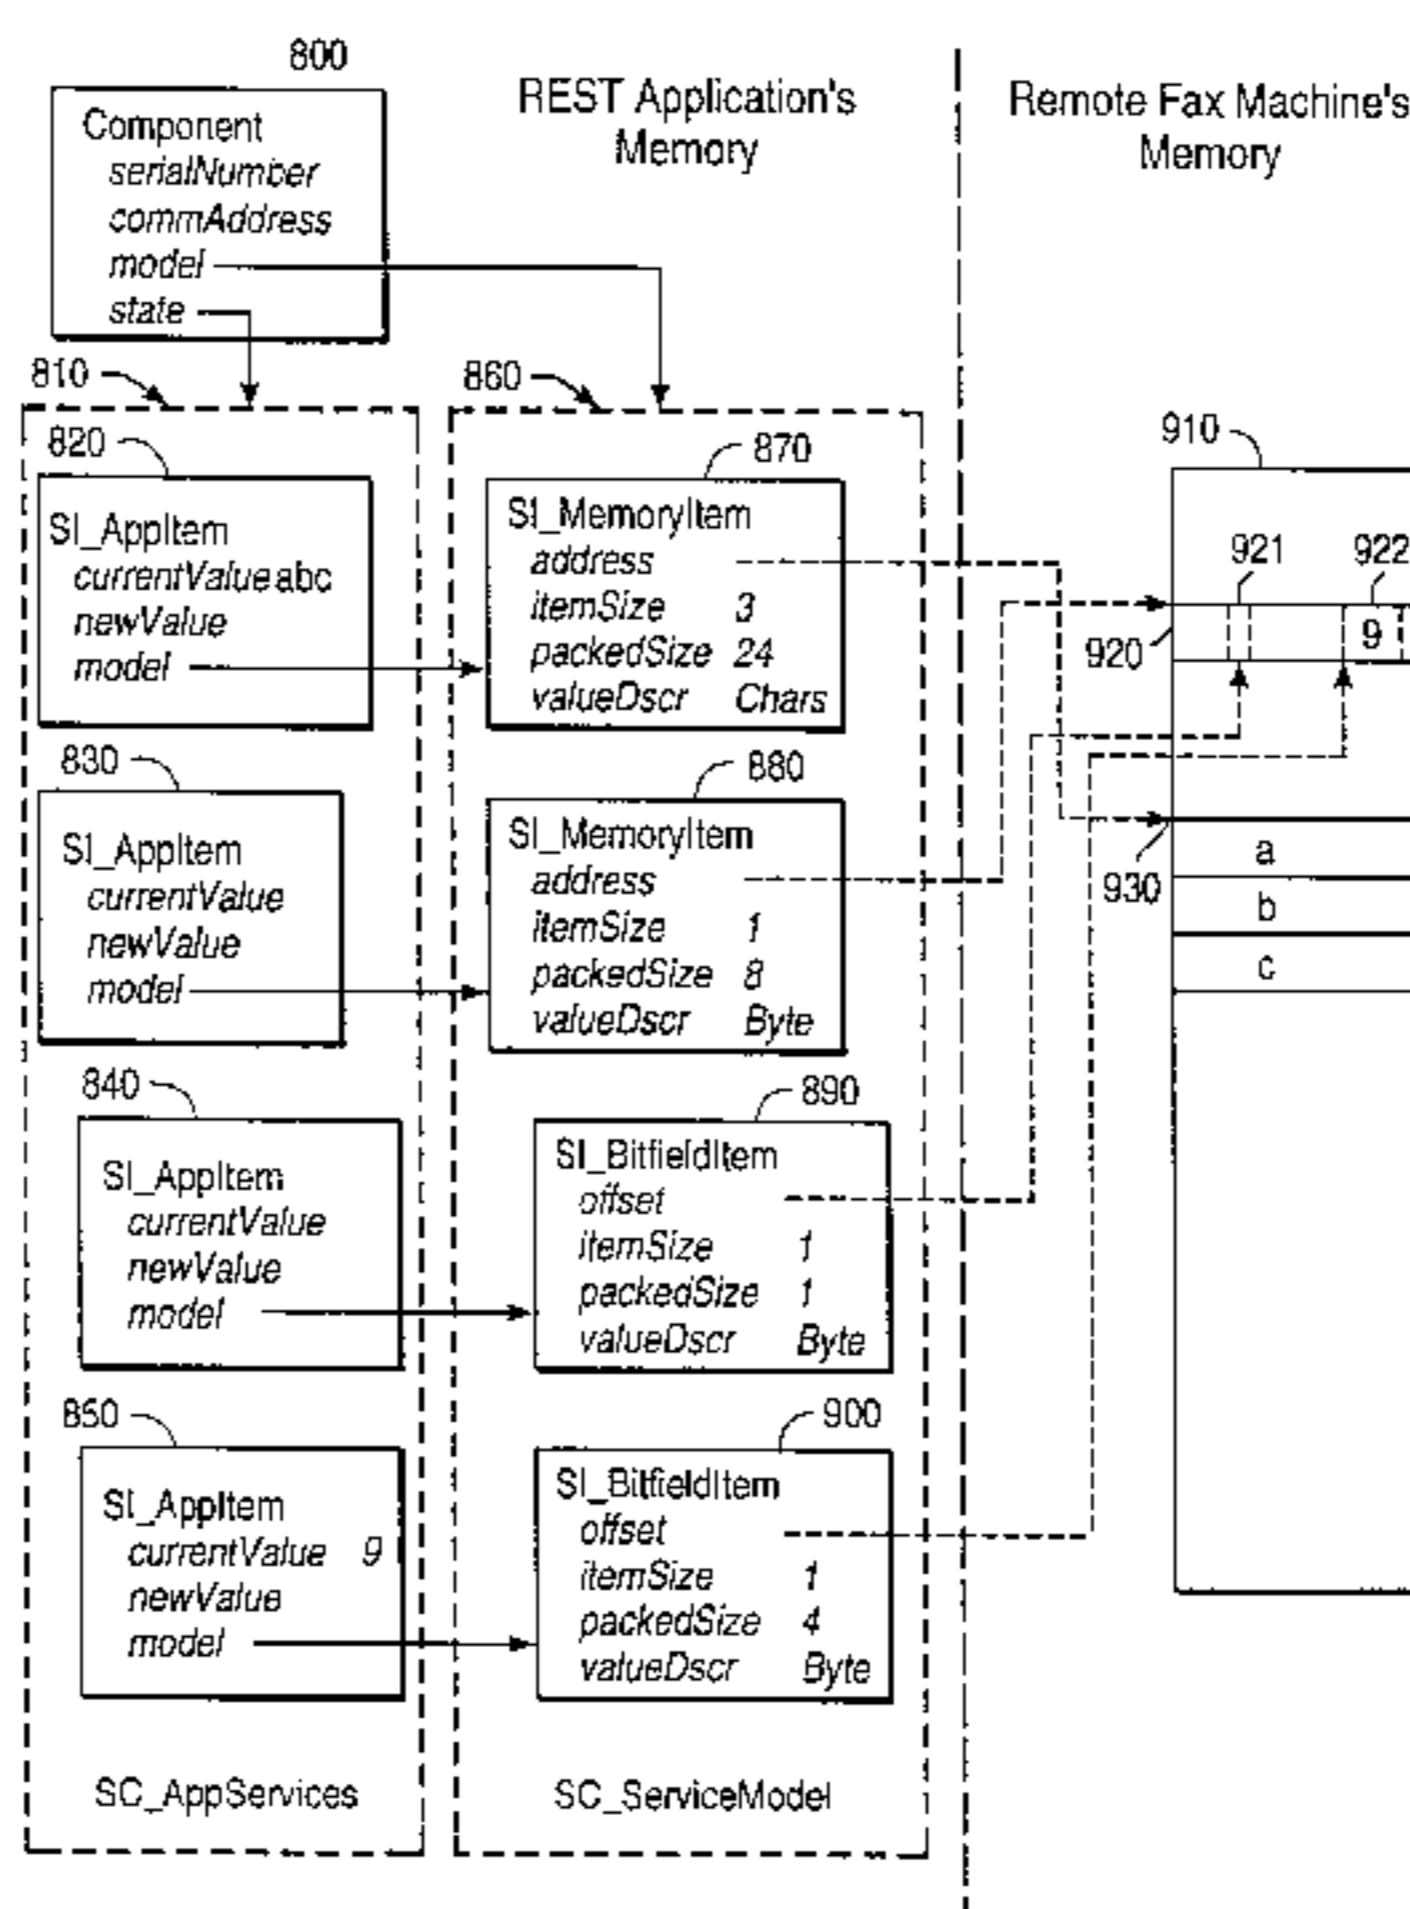 800
Component
serialNumber
commAddress
model
state
REST Application's
Memory
Remote Fax Machine's
Memory
810
820
SI_AppItem
currentValue abc
newValue
model
830
SI_AppItem
currentValue
newValue
model
840
SI_AppItem
currentValue
newValue
model
850
SI_AppItem
currentValue 9
newValue
model
SC_AppServices
860
870
SI_MemoryItem
address
itemSize 3
packedSize 24
valueDscr Chars
880
SI_MemoryItem
address
itemSize 1
packedSize 8
valueDscr Byte
890
SI_BitfieldItem
offset
itemSize 1
packedSize 1
valueDscr Byte
900
SI_BitfieldItem
offset
itemSize 1
packedSize 4
valueDscr Byte
SC_ServiceModel
910
921
922
9
920
930
a
b
c